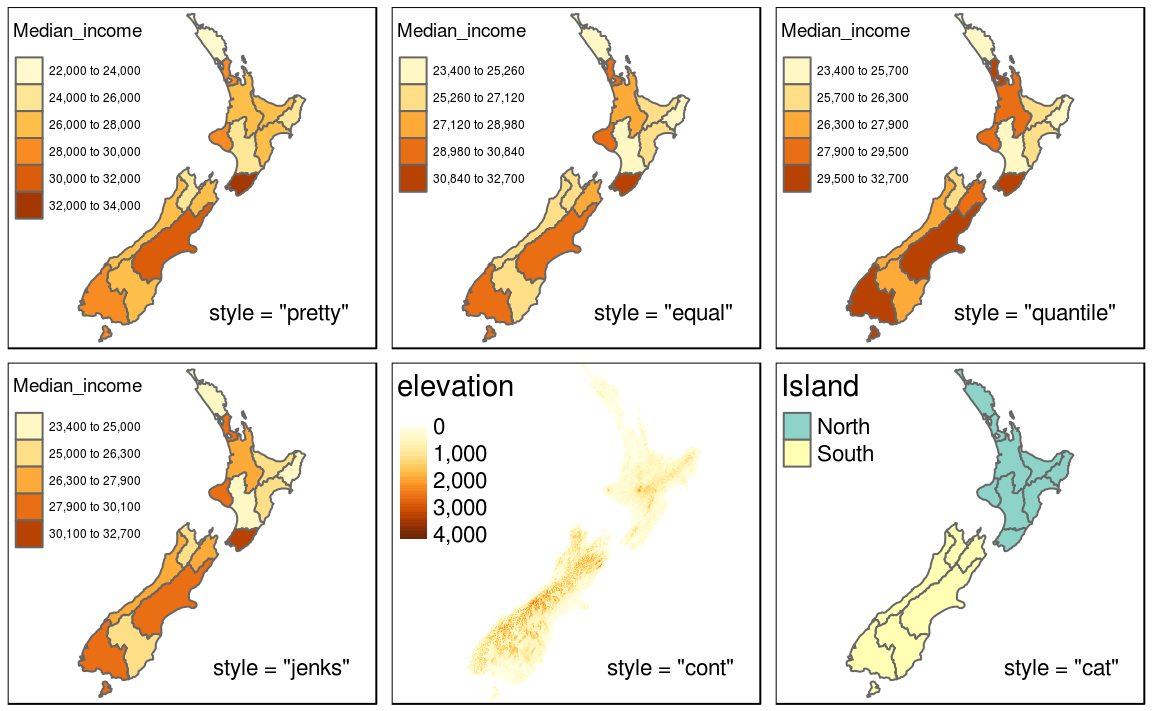 Median_income
22,000 to 24,000
24,000 to 26,000
26,000 to 28,000
28,000 to 30,000
30,000 to 32,000
32,000 to 34,000
style = "pretty"
Median_income
23,400 to 25,260
25,260 to 27,120
27,120 to 28,980
28,980 to 30,840
30,840 to 32,700
style = "equal"
Median_income
23,400 to 25,700
25,700 to 26,300
26,300 to 27,900
27,900 to 29,500
29,500 to 32,700
style = "quantile"
Median_income
23,400 to 25,000
25,000 to 26,300
26,300 to 27,900
27,900 to 30,100
30,100 to 32,700
style = "jenks"
elevation
0
1,000
2,000
3,000
4,000
style = "cont"
Island
North
South
style = "cat"